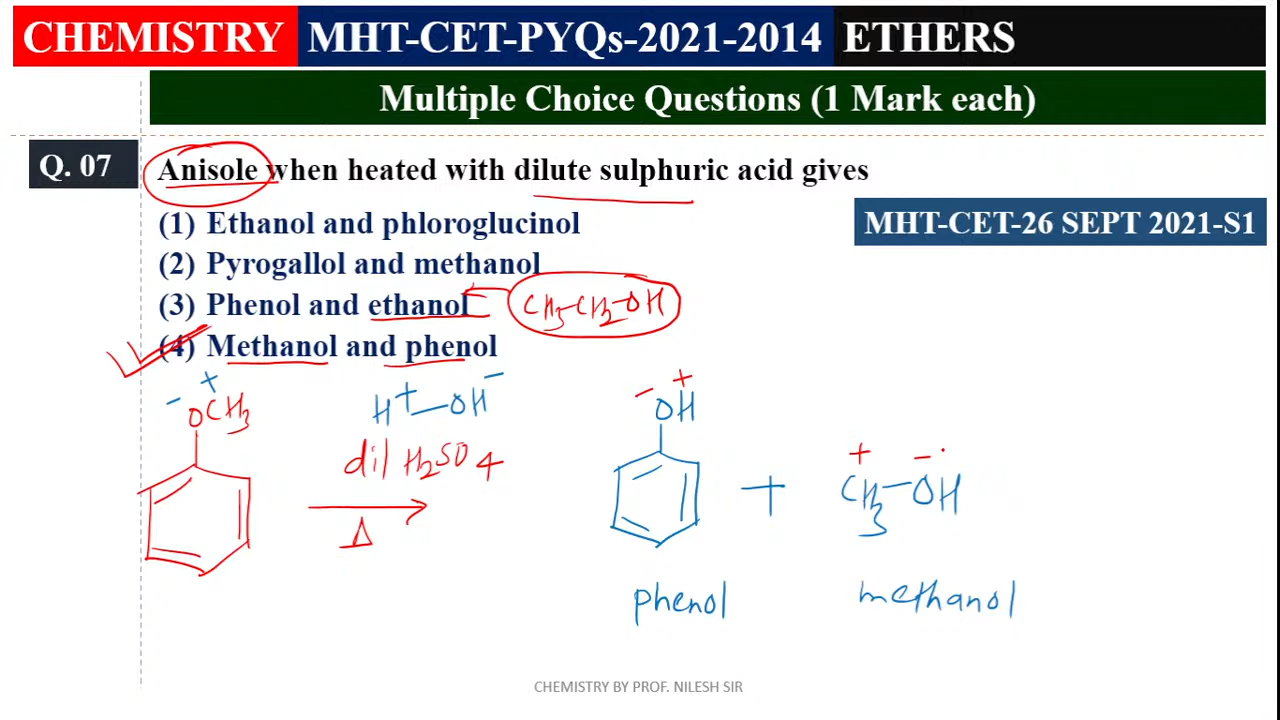 CHEMISTRY MHT-CET-PYQs-2021-2014 ETHERS
Multiple Choice Questions (1 Mark each)
Q. 07 Anisole when heated with dilute sulphuric acid gives
MHT-CET-26 SEPT 2021-S1
(1) Ethanol and phloroglucinol
(2) Pyrogallol and methanol
(3) Phenol and ethanol CH3-CH2-OH
(4) Methanol and phenol
- + - + -
OCH3 H+—OH OH
+ -
dil H2SO4 + CH3-OH
Δ
phenol methanol
CHEMISTRY BY PROF. NILESH SIR